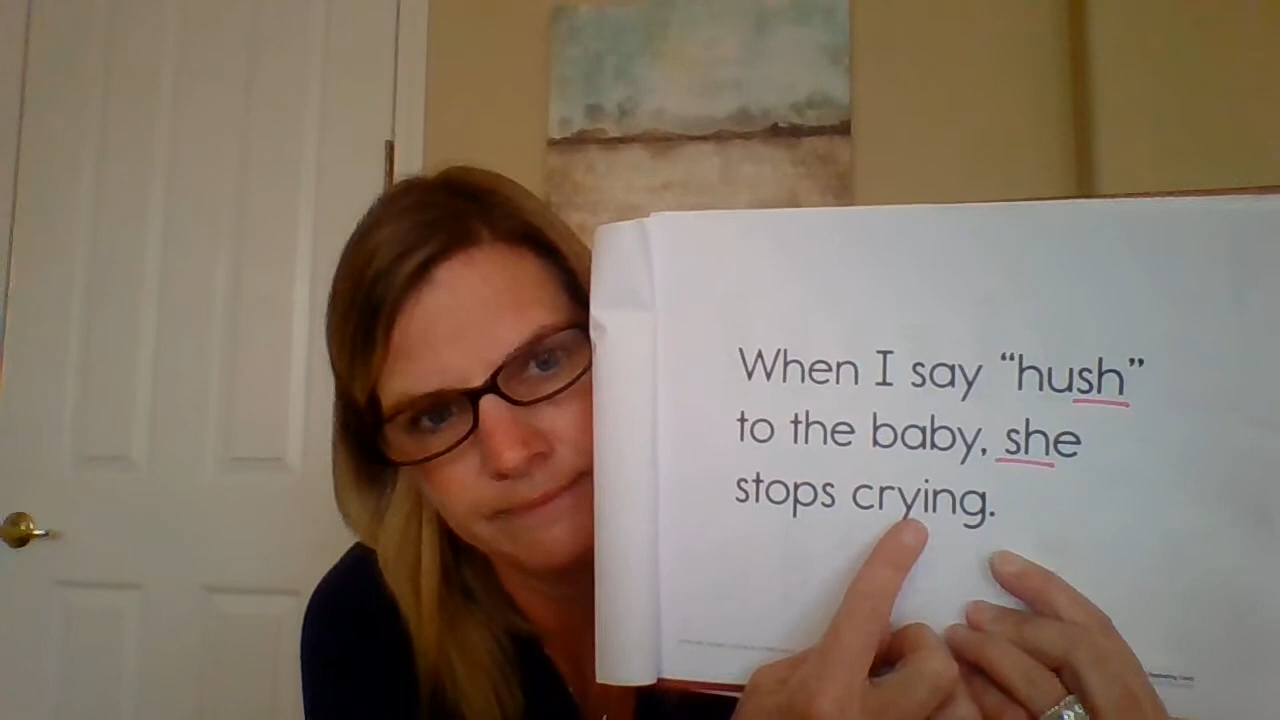 When I say “hush”
to the baby, she
stops crying.